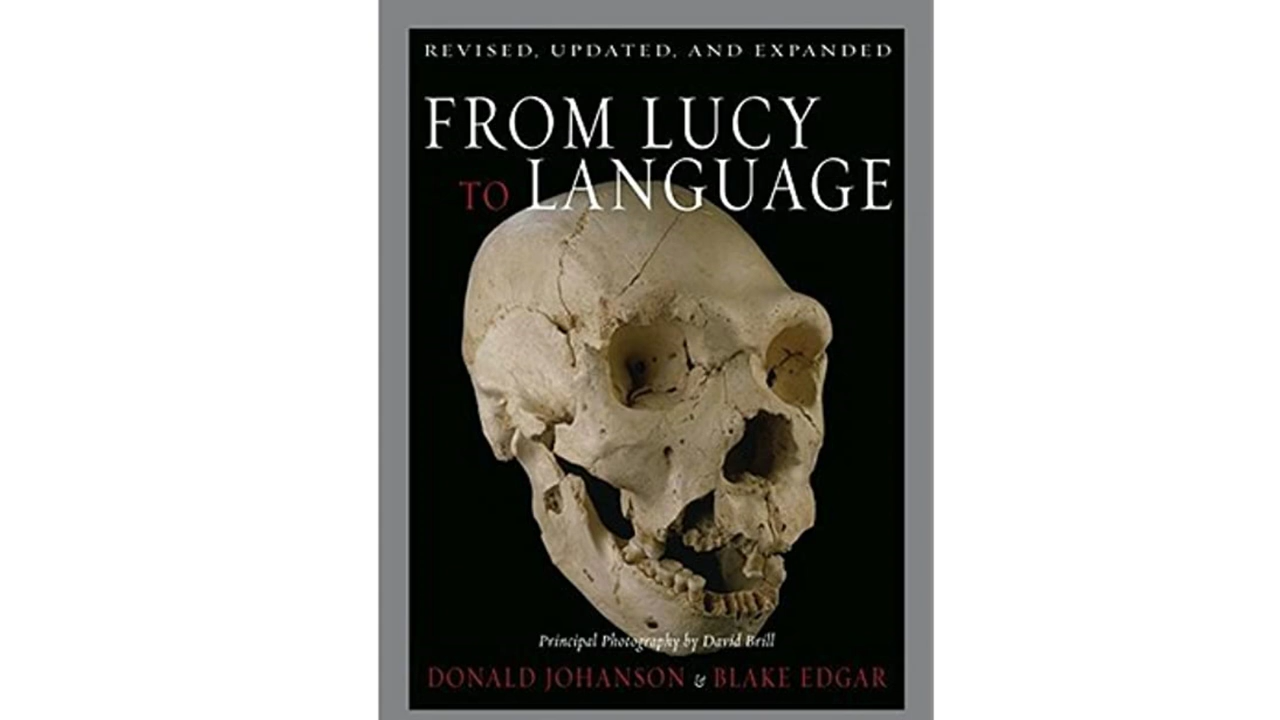 REVISED, UPDATED, AND EXPANDED
FROM LUCY
TO LANGUAGE
Principal Photography by David Brill
DONALD JOHANSON & BLAKE EDGAR